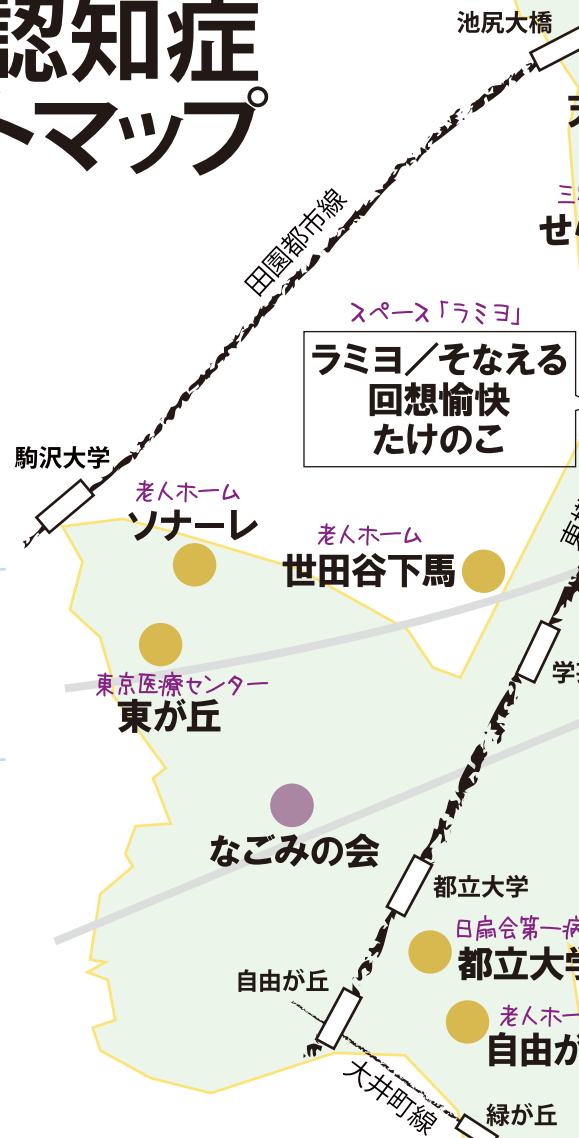 認知症
トマップ
池尻大橋
田園都市線
スペース「ラミヨ」
ラミヨ／そなえる
回想愉快
たけのこ
駒沢大学
老人ホーム
ソナーレ
老人ホーム
世田谷下馬
東京医療センター
東が丘
なごみの会
都立大学
日扇会第一病
都立大学
自由が丘
老人ホー
自由が
大井町線
緑が丘